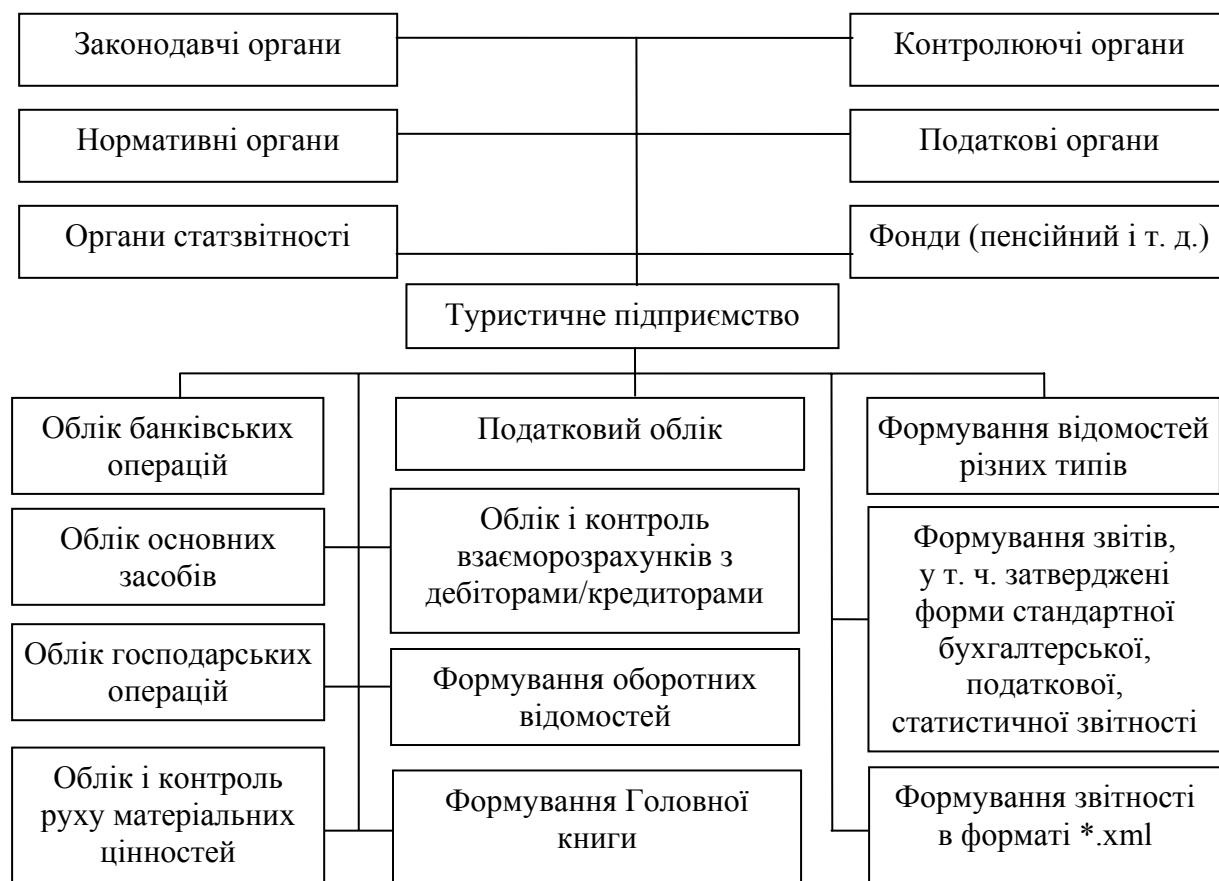 Законодавчі органи
Контролюючі органи
Нормативні органи
Податкові органи
Органи статзвітності
Фонди (пенсійний і т. д.)
Туристичне підприємство
Облік банківських
операцій
Податковий облік
Формування відомостей
різних типів
Облік основних
засобів
Облік і контроль
взаєморозрахунків з
дебіторами/кредиторами
Формування звітів,
у т. ч. затверджені
форми стандартної
бухгалтерської,
податкової,
статистичної звітності
Облік господарських
операцій
Формування оборотних
відомостей
Облік і контроль
руху матеріальних
цінностей
Формування Головної
книги
Формування звітності
в форматі *.xml